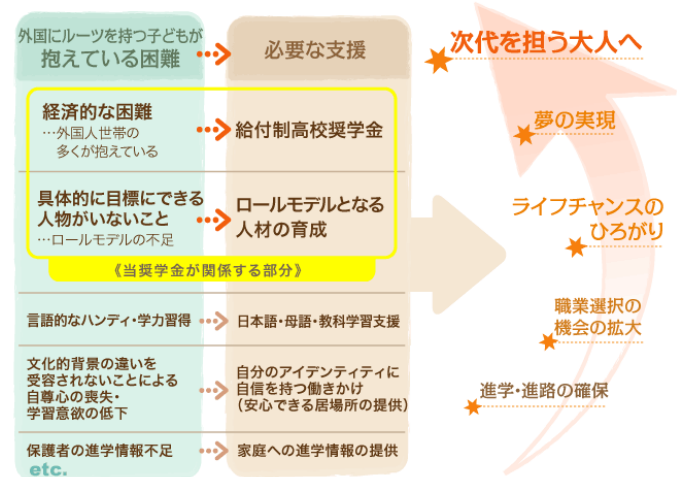 外国にルーツを持つ子どもが
抱えている困難
必要な支援
経済的な困難
…外国人世帯の
多くが抱えている
給付制高校奨学金
具体的に目標にできる
人物がいないこと
…ロールモデルの不足
ロールモデルとなる
人材の育成
《当奨学金が関係する部分》
言語的なハンディ・学力習得
日本語・母語・教科学習支援
文化的背景の違いを
受容されないことによる
自尊心の喪失・
学習意欲の低下
自分のアイデンティティに
自信を持つ働きかけ
（安心できる居場所の提供）
保護者の進学情報不足
家庭への進学情報の提供
etc.
次代を担う大人へ
夢の実現
ライフチャンスの
ひろがり
職業選択の
機会の拡大
進学・進路の確保